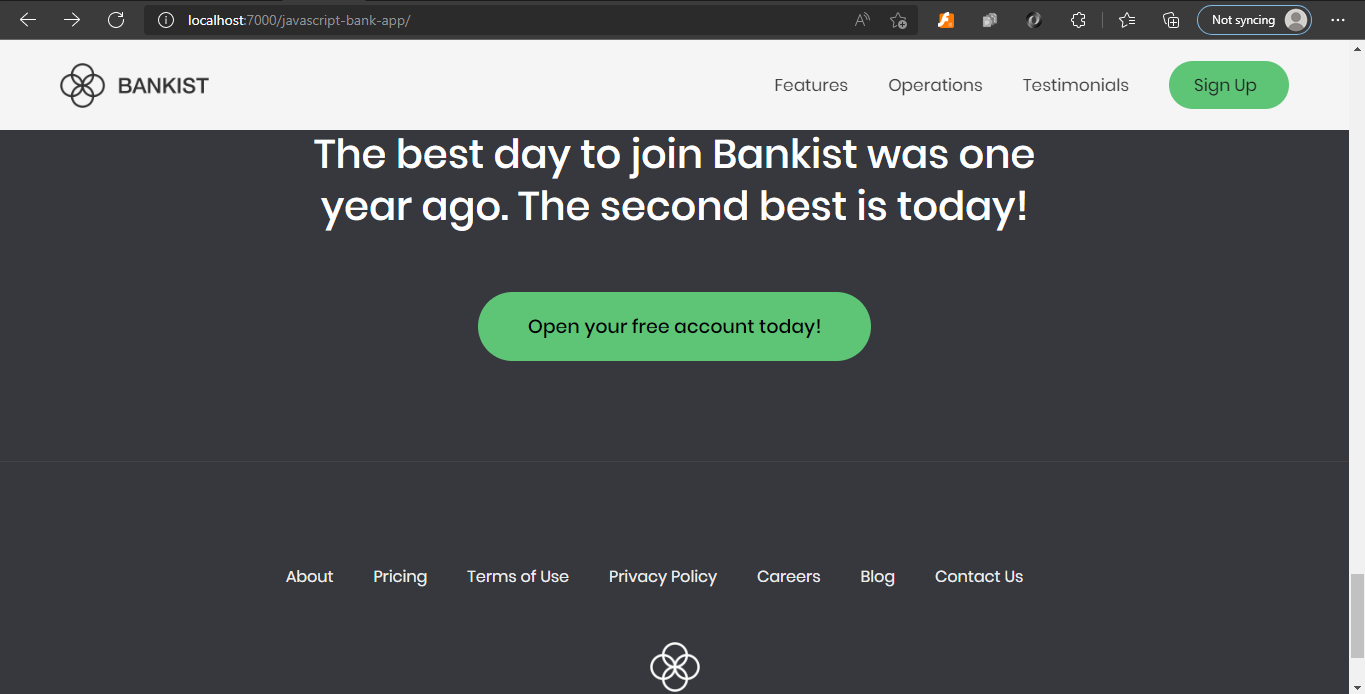 localhost:7000/javascript-bank-app/
Not syncing
BANKIST
Features Operations Testimonials Sign Up
The best day to join Bankist was one
year ago. The second best is today!
Open your free account today!
About Pricing Terms of Use Privacy Policy Careers Blog Contact Us